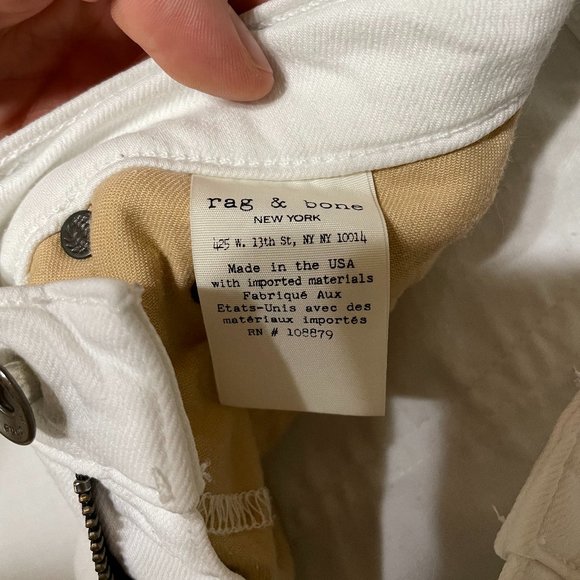 rag & bone
NEW YORK
425 W. 13th St, NY NY 10014
Made in the USA
with imported materials
Fabriqué Aux
Etats-Unis avec des
matériaux importés
RN # 108879